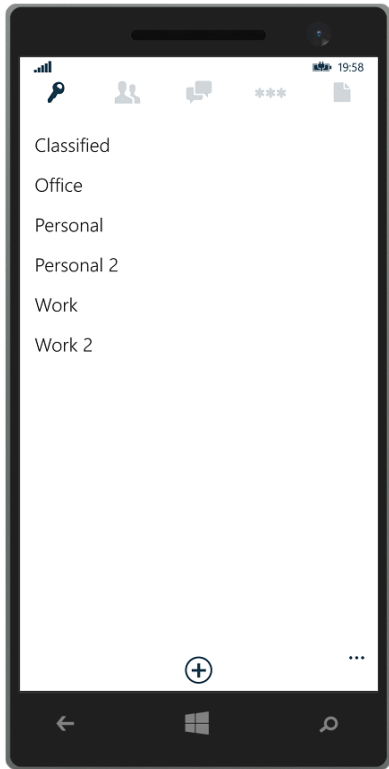 19:58
***
Classified
Office
Personal
Personal 2
Work
Work 2